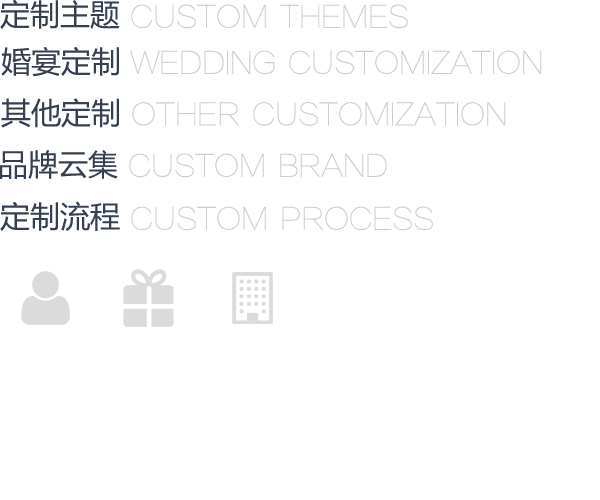 定制主题 CUSTOM THEMES
婚宴定制 WEDDING CUSTOMIZATION
其他定制 OTHER CUSTOMIZATION
品牌云集 CUSTOM BRAND
定制流程 CUSTOM PROCESS